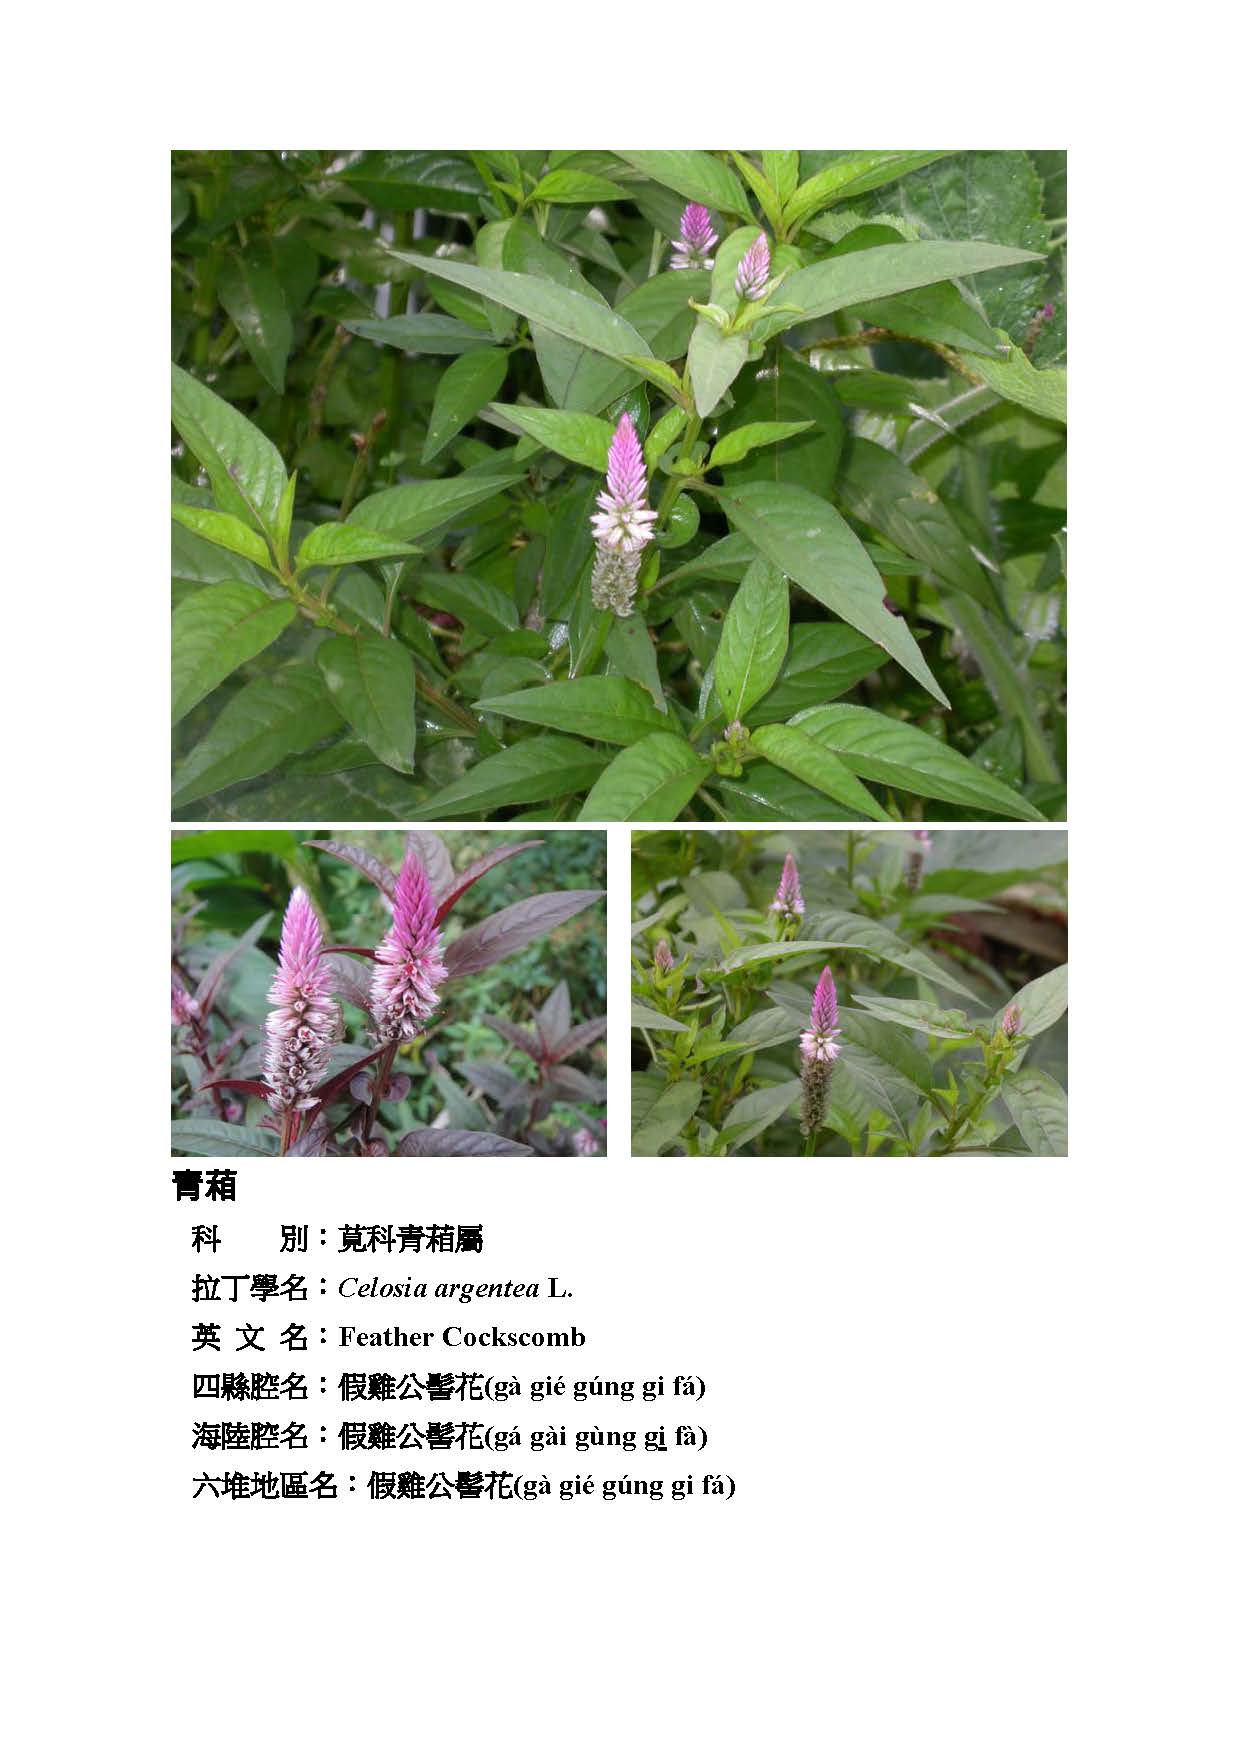 青葙
科　　別：莧科青葙屬
拉丁學名：Celosia argentea L.
英 文 名：Feather Cockscomb
四縣腔名：假雞公髻花(gà gié gúng gi fá)
海陸腔名：假雞公髻花(gá gài gùng gi̲ fà)
六堆地區名：假雞公髻花(gà gié gúng gi fá)